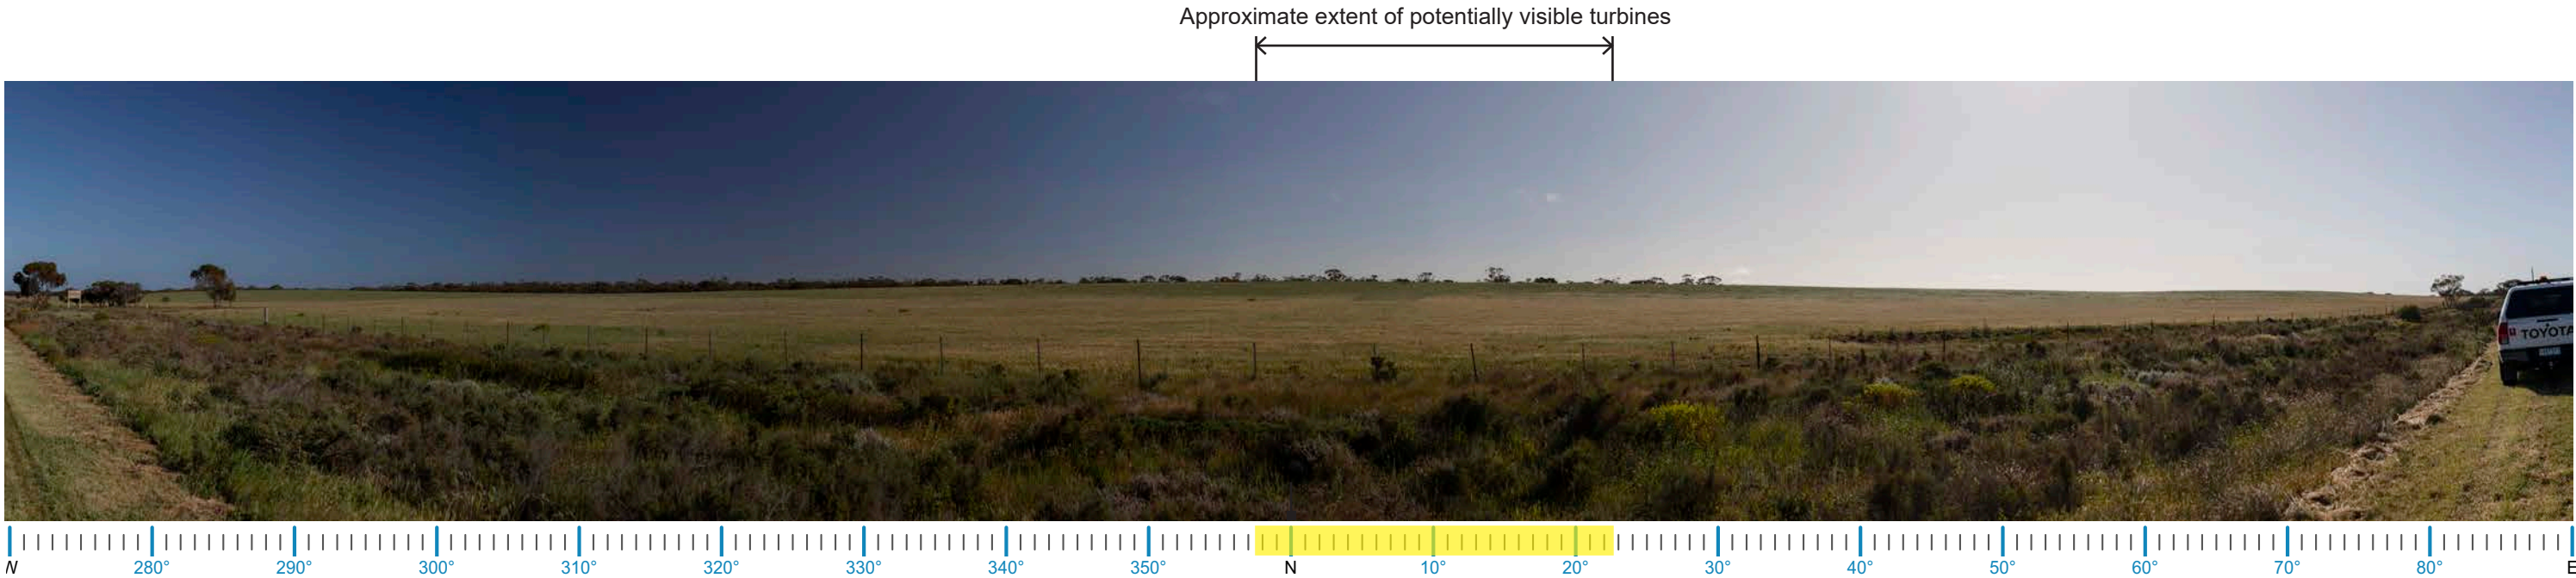 Approximate extent of potentially visible turbines
TOYOTA
W 280° 290° 300° 310° 320° 330° 340° 350° N 10° 20° 30° 40° 50° 60° 70° 80° E